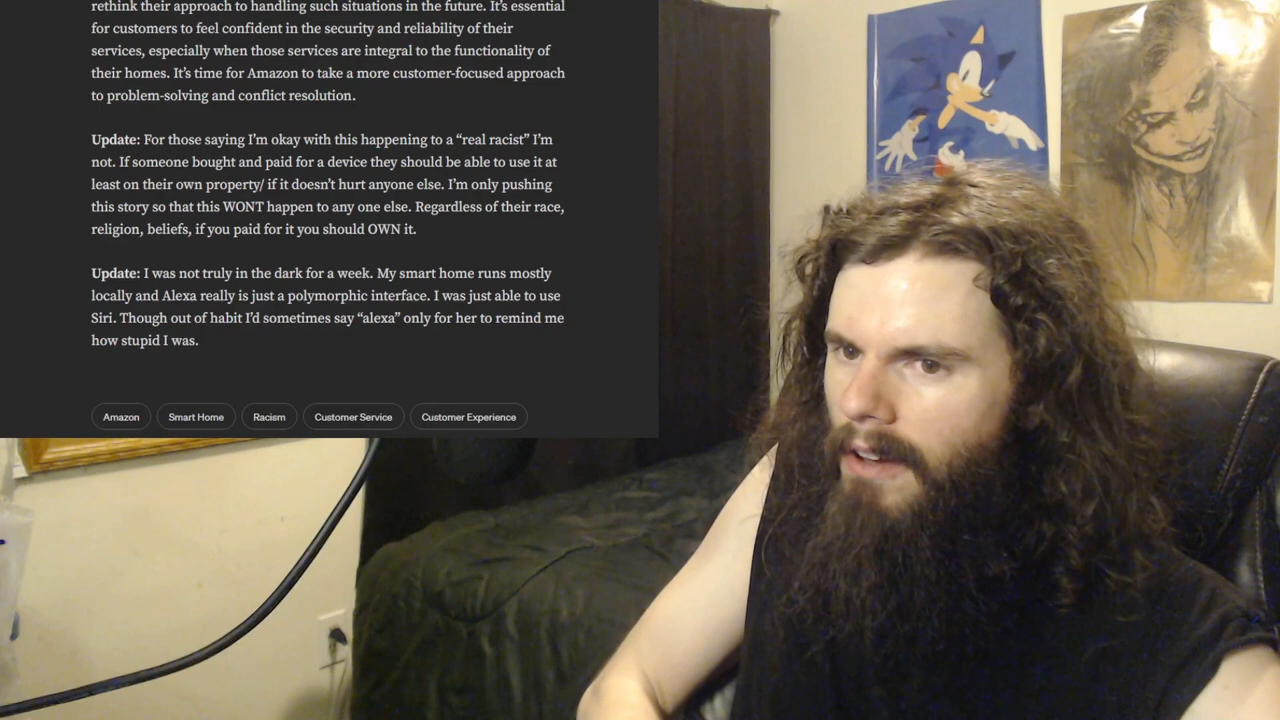 rethink their approach to handling such situations in the future. It’s essential
for customers to feel confident in the security and reliability of their
services, especially when those services are integral to the functionality of
their homes. It’s time for Amazon to take a more customer-focused approach
to problem-solving and conflict resolution.
Update: For those saying I’m okay with this happening to a “real racist” I’m
not. If someone bought and paid for a device they should be able to use it at
least on their own property/ if it doesn’t hurt anyone else. I’m only pushing
this story so that this WONT happen to any one else. Regardless of their race,
religion, beliefs, if you paid for it you should OWN it.
Update: I was not truly in the dark for a week. My smart home runs mostly
locally and Alexa really is just a polymorphic interface. I was just able to use
Siri. Though out of habit I’d sometimes say “alexa” only for her to remind me
how stupid I was.
Amazon
Smart Home
Racism
Customer Service
Customer Experience